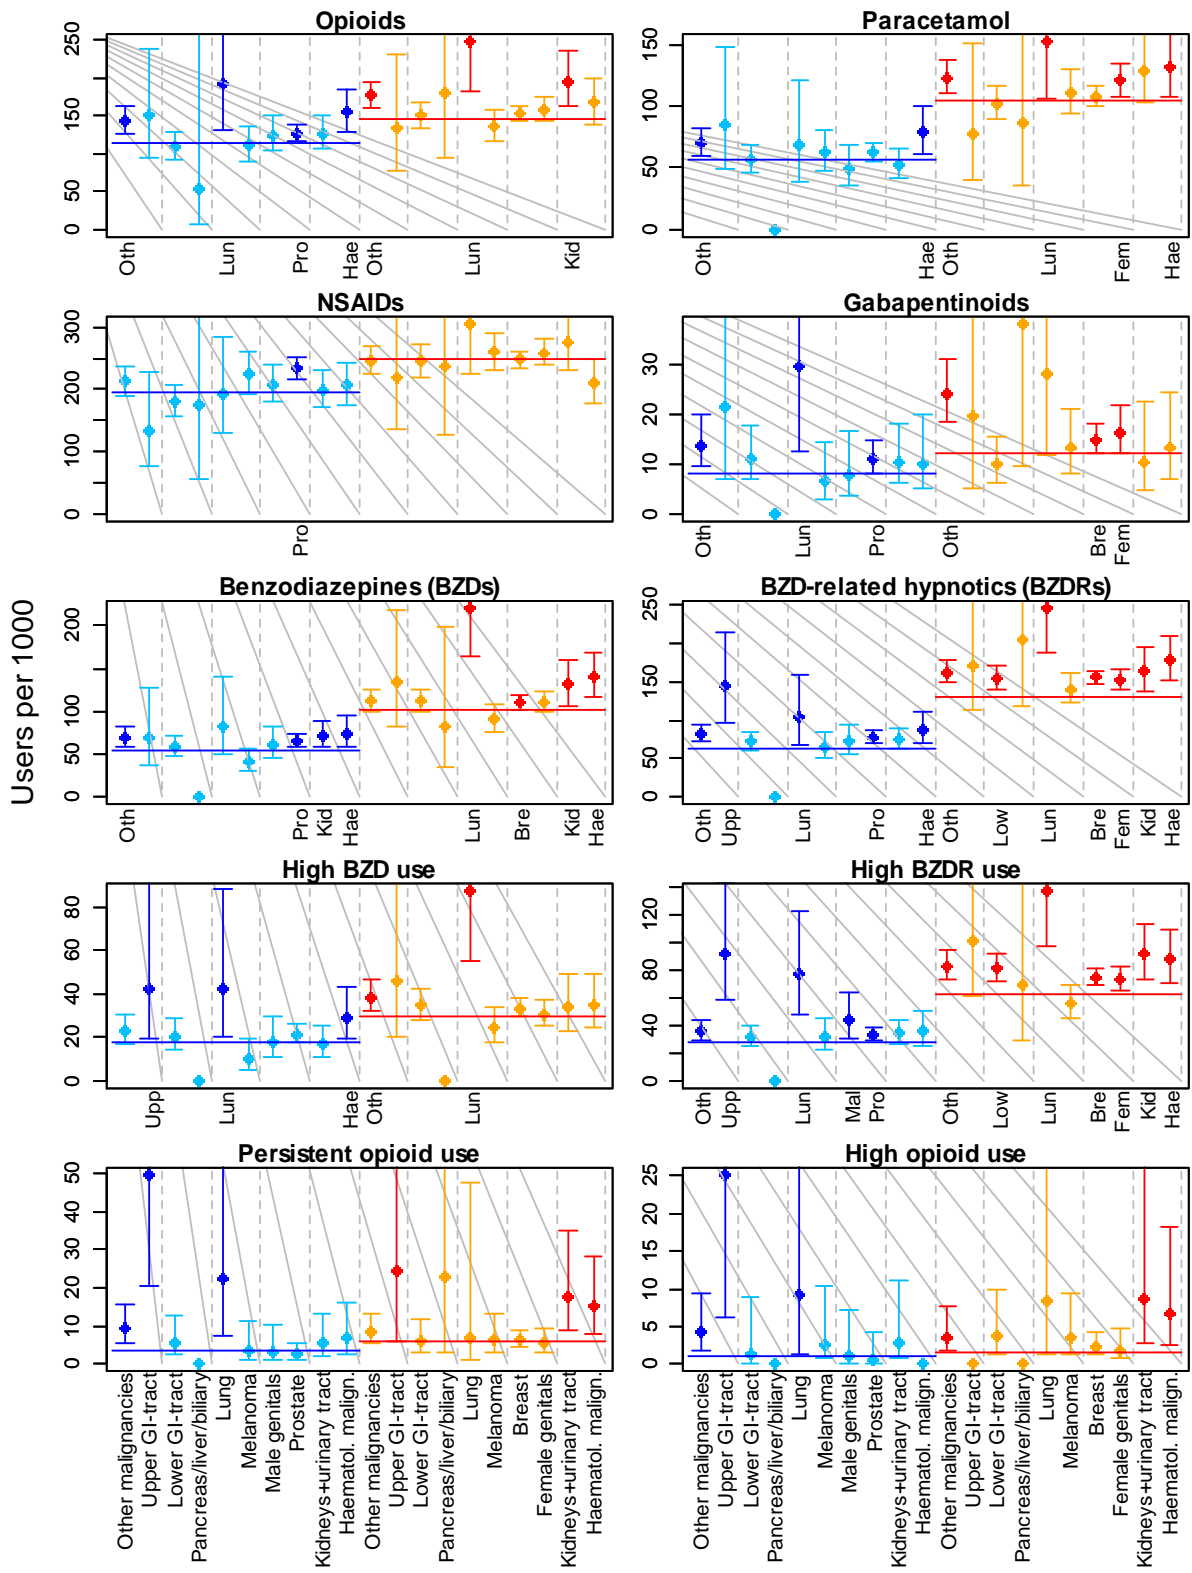 Users per 1000
Opioids
0
50
150
250
Oth
Lun
Pro
Hae
Oth
Lun
Kid
Paracetamol
0
50
100
150
Oth
Hae
Oth
Lun
Fem
Hae
NSAIDs
0
100
200
300
Pro
Gabapentinoids
0
10
20
30
Oth
Lun
Pro
Oth
Bre
Fem
Benzodiazepines (BZDs)
0
50
100
200
Oth
Pro
Kid
Hae
Lun
Bre
Kid
Hae
BZD-related hypnotics (BZDRs)
0
50
150
250
Oth
Upp
Lun
Pro
Hae
Oth
Low
Lun
Bre
Fem
Kid
Hae
High BZD use
0
20
40
60
80
Upp
Lun
Hae
Oth
Lun
High BZDR use
0
40
80
120
Oth
Upp
Lun
Mal
Pro
Oth
Low
Lun
Bre
Fem
Kid
Hae
Persistent opioid use
0
10
20
30
40
50
Other malignancies
Upper GI-tract
Lower GI-tract
Pancreas/liver/biliary
Lung
Melanoma
Male genitals
Prostate
Kidneys+urinary tract
Haematol. malign.
Other malignancies
Upper GI-tract
Lower GI-tract
Pancreas/liver/biliary
Lung
Melanoma
Breast
Female genitals
Kidneys+urinary tract
Haematol. malign.
High opioid use
0
5
10
15
20
25
Other malignancies
Upper GI-tract
Lower GI-tract
Pancreas/liver/biliary
Lung
Melanoma
Male genitals
Prostate
Kidneys+urinary tract
Haematol. malign.
Other malignancies
Upper GI-tract
Lower GI-tract
Pancreas/liver/biliary
Lung
Melanoma
Breast
Female genitals
Kidneys+urinary tract
Haematol. malign.